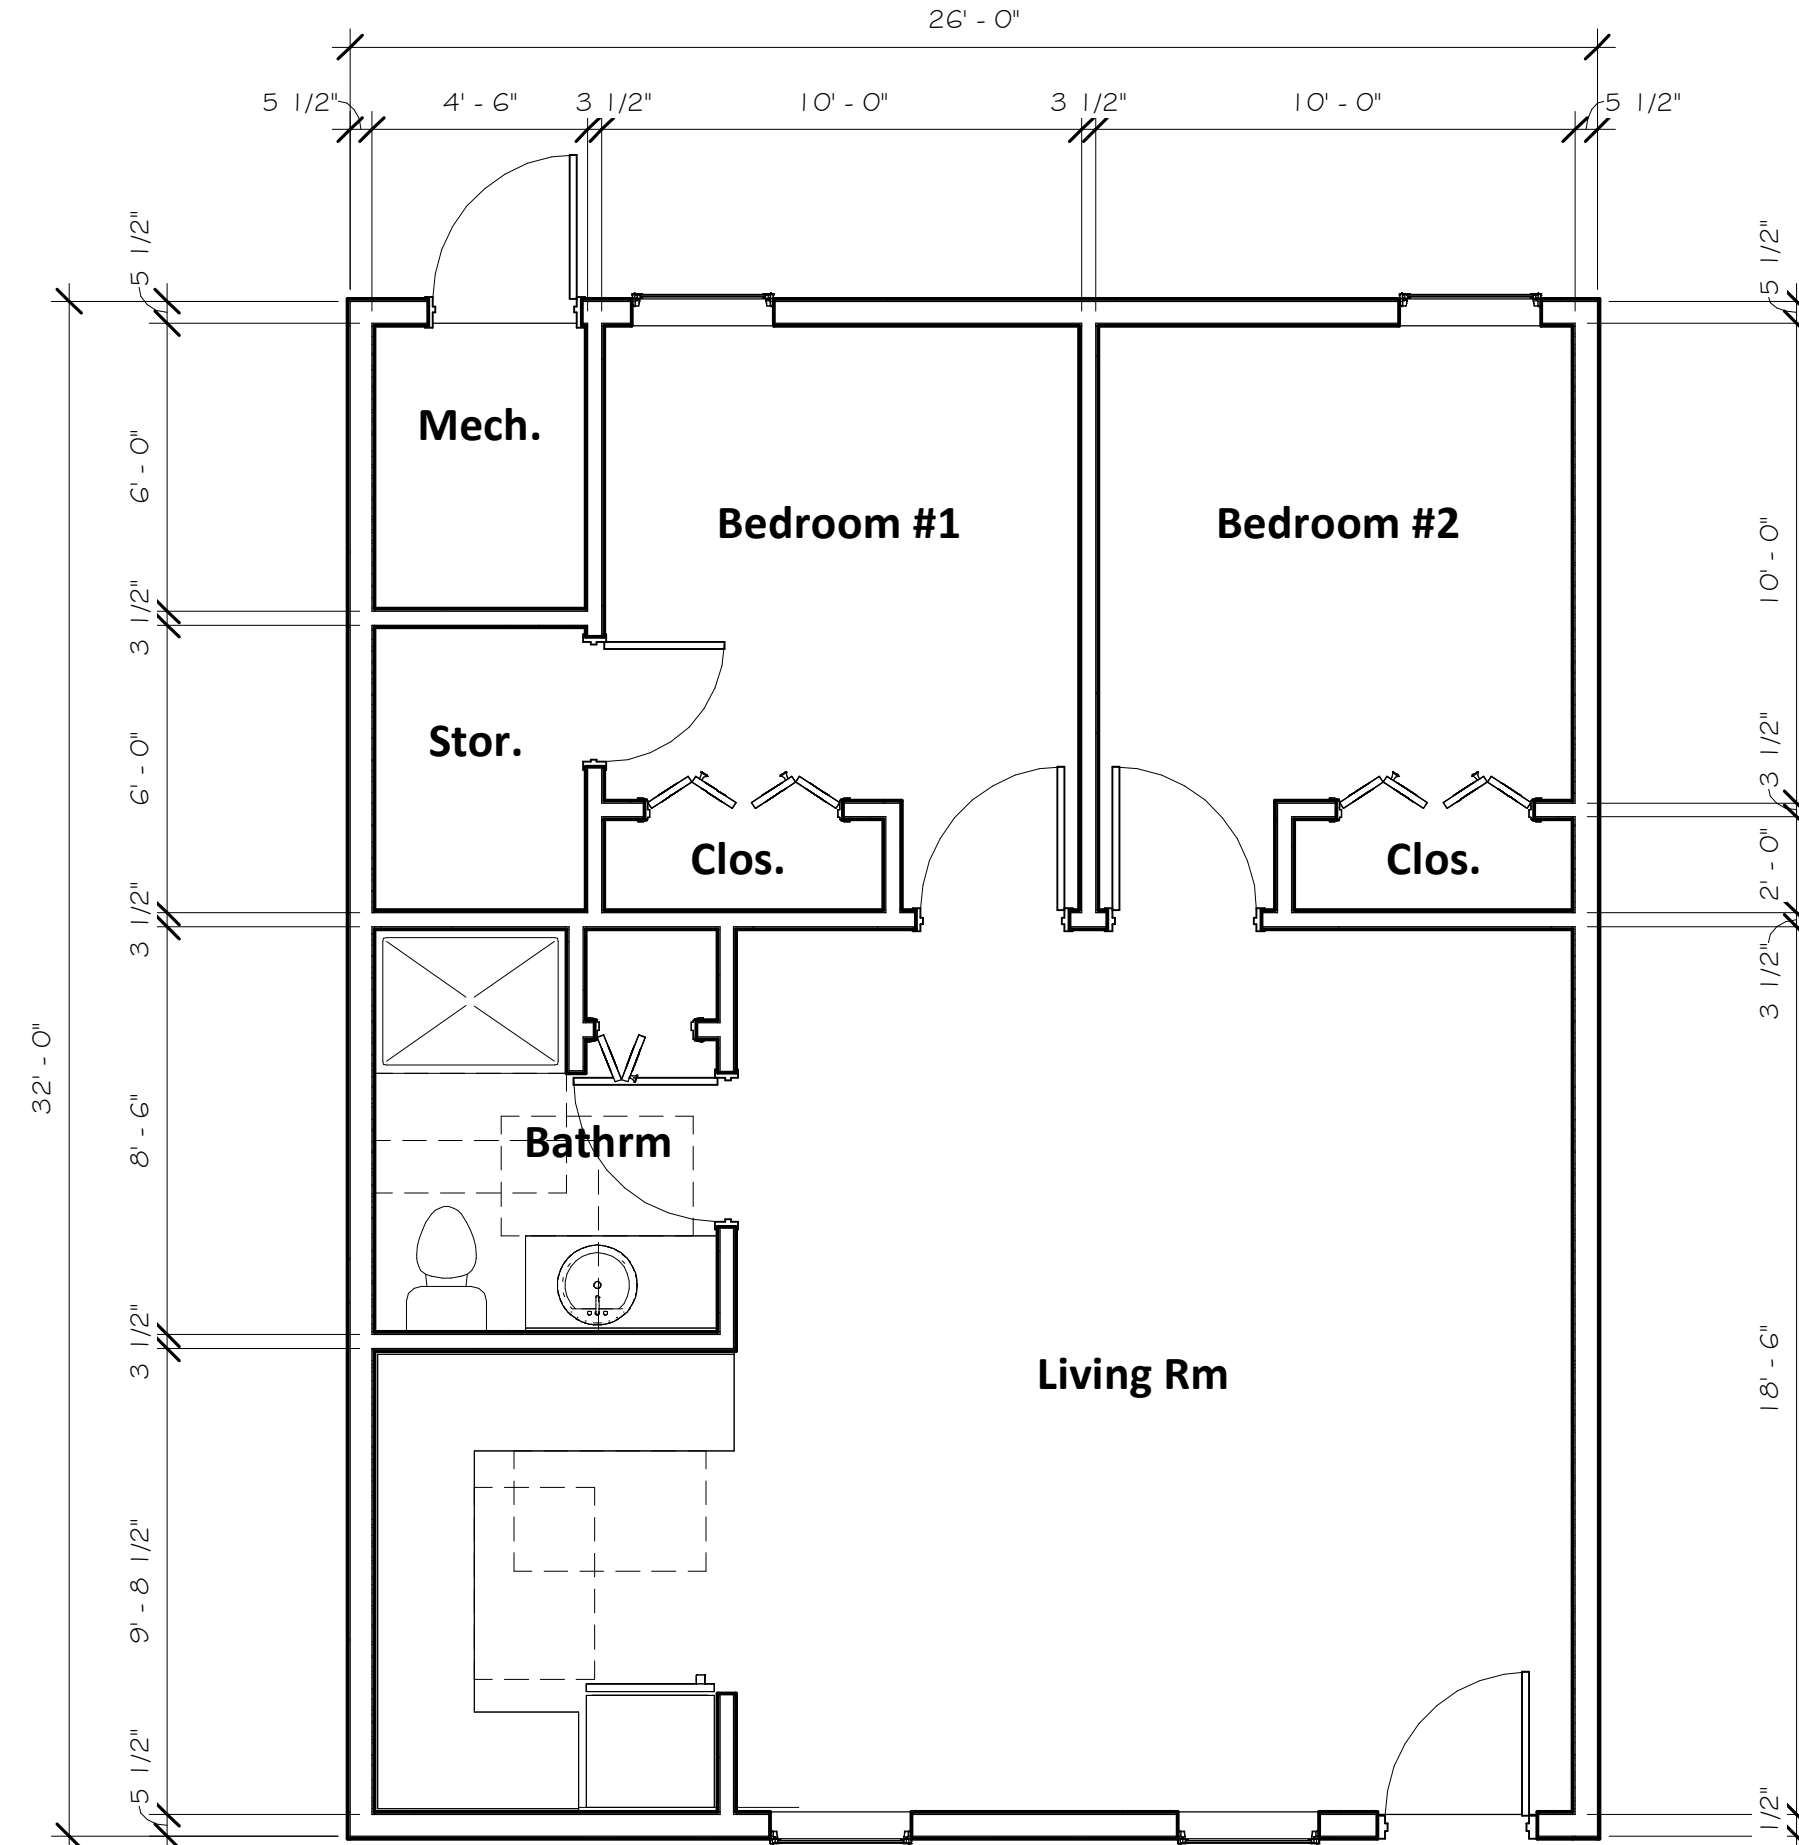 26' - 0"
5 1/2" 4' - 6" 3 1/2" 10' - 0" 3 1/2" 10' - 0" 5 1/2"
5 1/2"
6' - 0"
3 1/2"
6' - 0"
3 1/2"
8' - 6"
3 1/2"
9' - 8 1/2"
5 1/2"
32' - 0"
Mech.
Bedroom #1
Bedroom #2
Stor.
Clos.
Clos.
Bathrm
Living Rm
5 1/2"
10' - 0"
3 1/2"
2' - 0"
3 1/2"
18' - 6"
1/2"